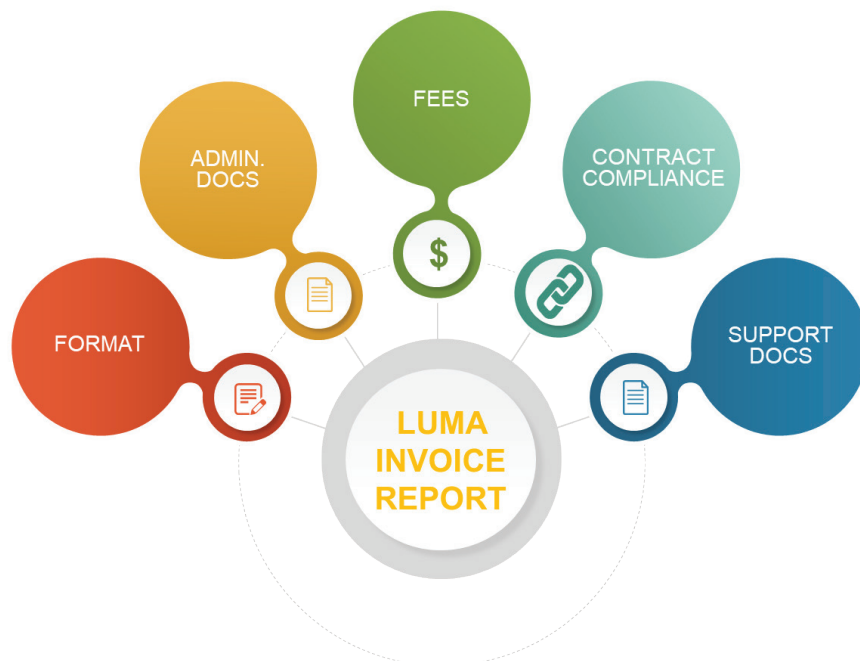 FEES
ADMIN.
DOCS
CONTRACT
COMPLIANCE
FORMAT
SUPPORT
DOCS
$
LUMA
INVOICE
REPORT